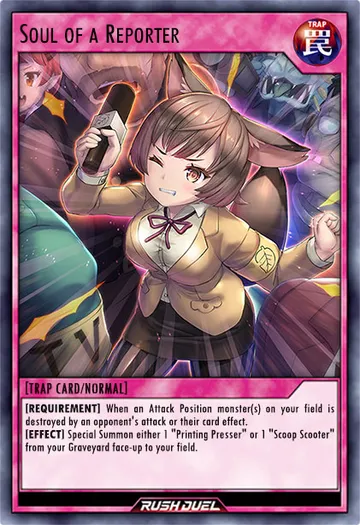 SOUL OF A REPORTER
TRAP
罠
TV
[TRAP CARD/NORMAL]
[REQUIREMENT] When an Attack Position monster(s) on your field is
destroyed by an opponent's attack or their card effect.
[EFFECT] Special Summon either 1 "Printing Presser" or 1 "Scoop Scooter"
from your Graveyard face-up to your field.
RUSH DUEL